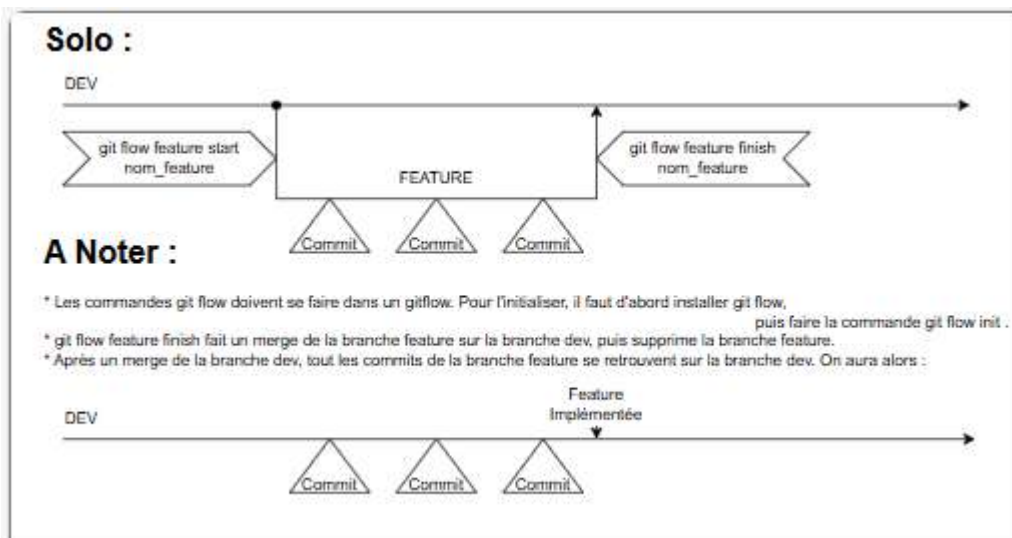 Solo :
DEV
git flow feature start
nom_feature
git flow feature finish
nom_feature
FEATURE
Commit
Commit
Commit
A Noter :
* Les commandes git flow doivent se faire dans un gitflow. Pour l'initialiser, il faut d'abord installer git flow,
puis faire la commande git flow init .
* git flow feature finish fait un merge de la branche feature sur la branche dev, puis supprime la branche feature.
* Après un merge de la branche dev, tout les commits de la branche feature se retrouvent sur la branche dev. On aura alors :
Feature
Implémentée
DEV
Commit
Commit
Commit